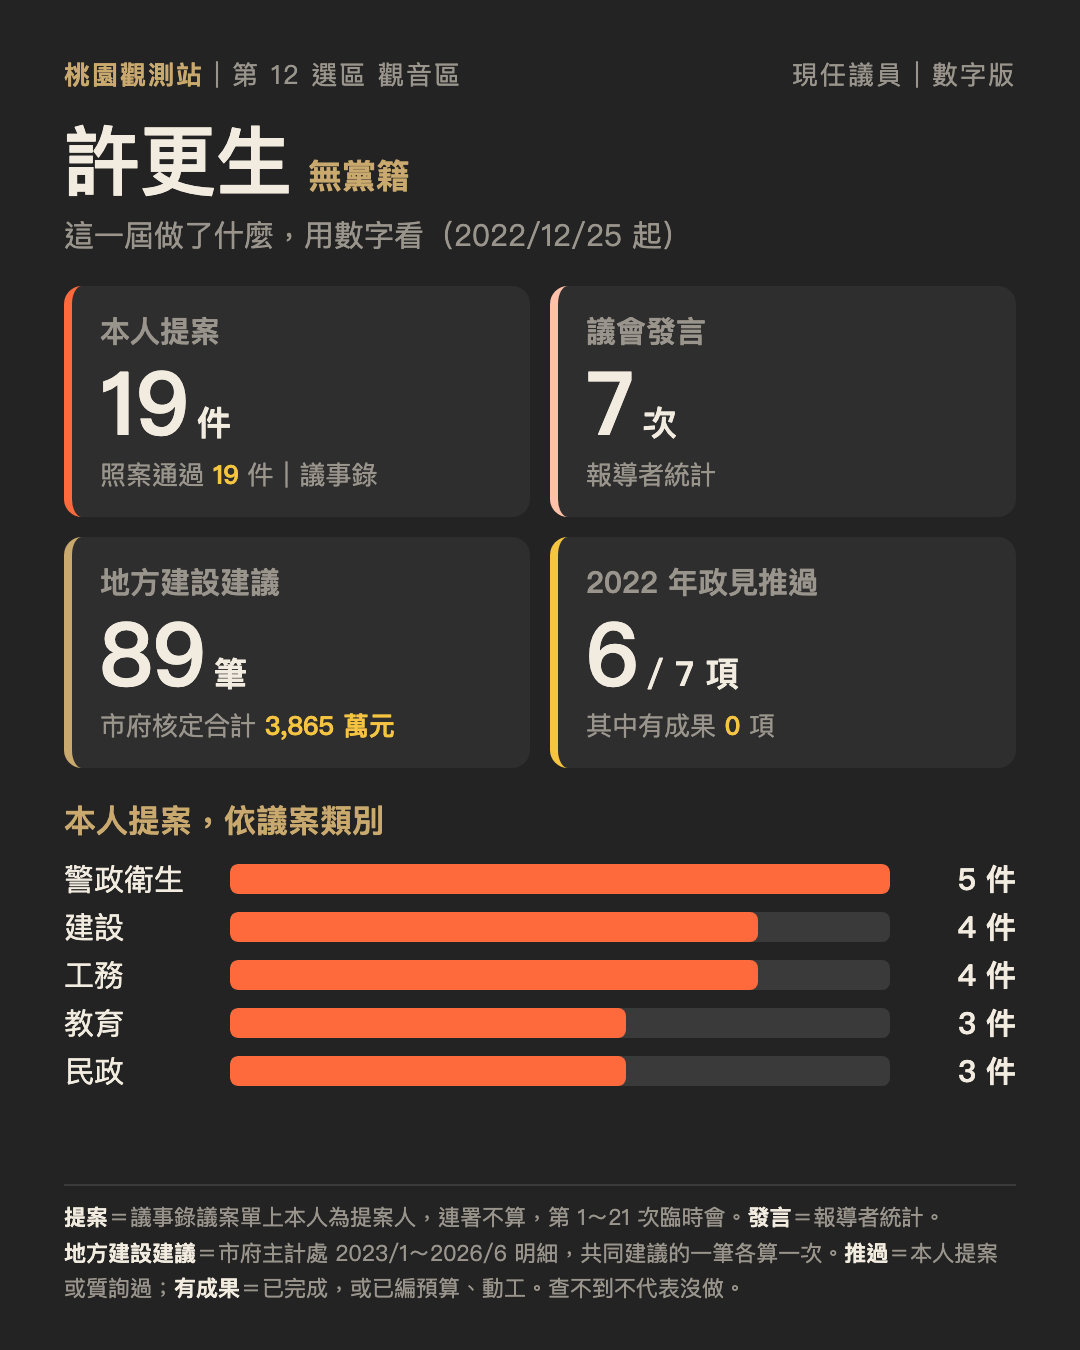 桃園觀測站｜第 12 選區 觀音區
現任議員｜數字版
許更生 無黨籍
這一屆做了什麼，用數字看（2022/12/25 起）
本人提案
19 件
照案通過 19 件｜議事錄
議會發言
7 次
報導者統計
地方建設建議
89 筆
市府核定合計 3,865 萬元
2022 年政見推過
6 / 7 項
其中有成果 0 項
本人提案，依議案類別
警政衛生 5 件
建設 4 件
工務 4 件
教育 3 件
民政 3 件
提案＝議事錄議案單上本人為提案人，連署不算，第 1～21 次臨時會。發言＝報導者統計。
地方建設建議＝市府主計處 2023/1～2026/6 明細，共同建議的一筆各算一次。推過＝本人提案
或質詢過；有成果＝已完成，或已編預算、動工。查不到不代表沒做。